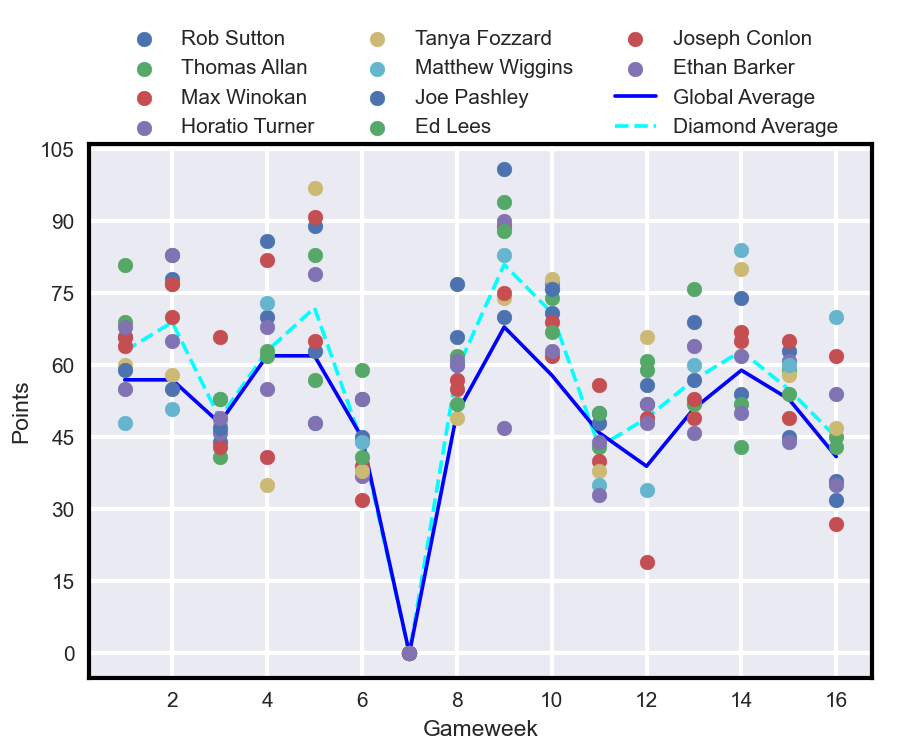 Rob Sutton
Thomas Allan
Max Winokan
Horatio Turner
Tanya Fozzard
Matthew Wiggins
Joe Pashley
Ed Lees
Joseph Conlon
Ethan Barker
Global Average
Diamond Average
105
90
75
60
45
30
15
0
Points
2 4 6 8 10 12 14 16
Gameweek